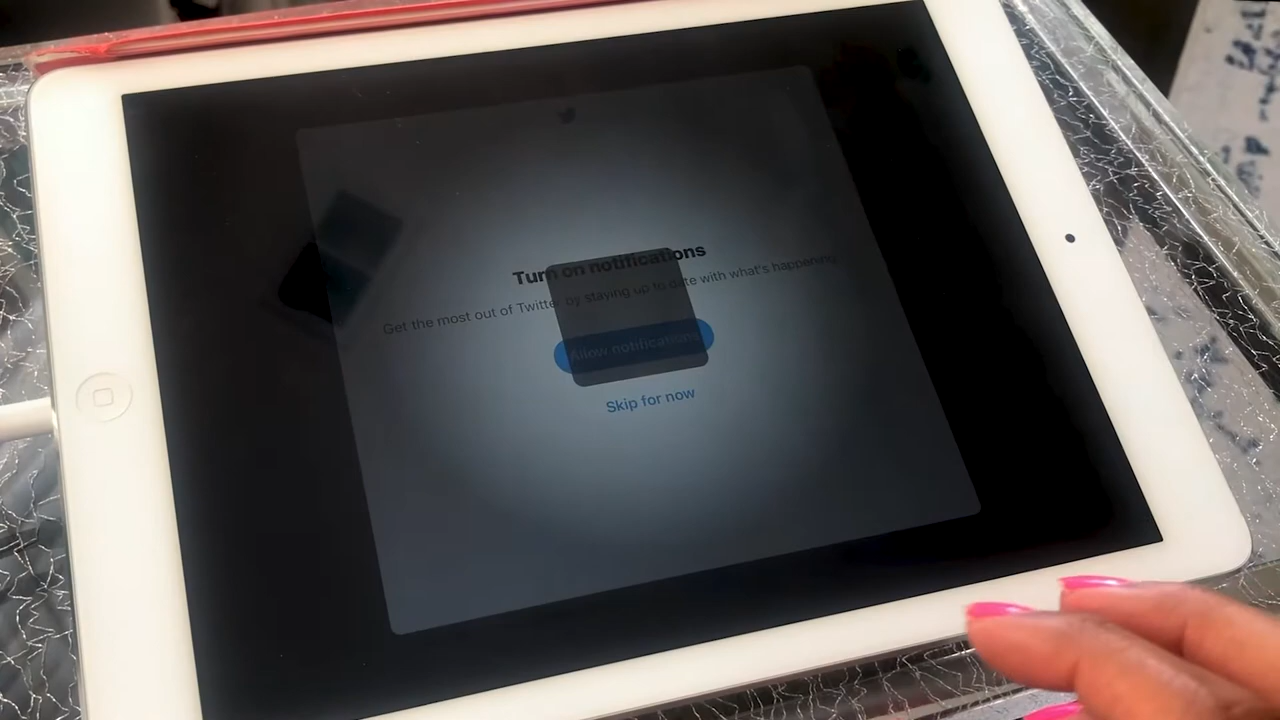 Turn on notifications
Get the most out of Twitter by staying up to date with what's happening
Allow notifications
Skip for now